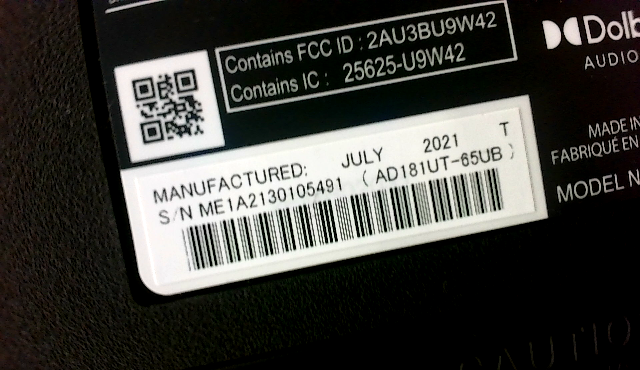 Contains FCC ID : 2AU3BU9W42
Contains IC : 25625-U9W42
MANUFACTURED: JULY 2021 T
S/N ME1A2130105491 ( AD181UT-65UB )
AUDIO
MADE IN
FABRIQUÉ EN
MODEL